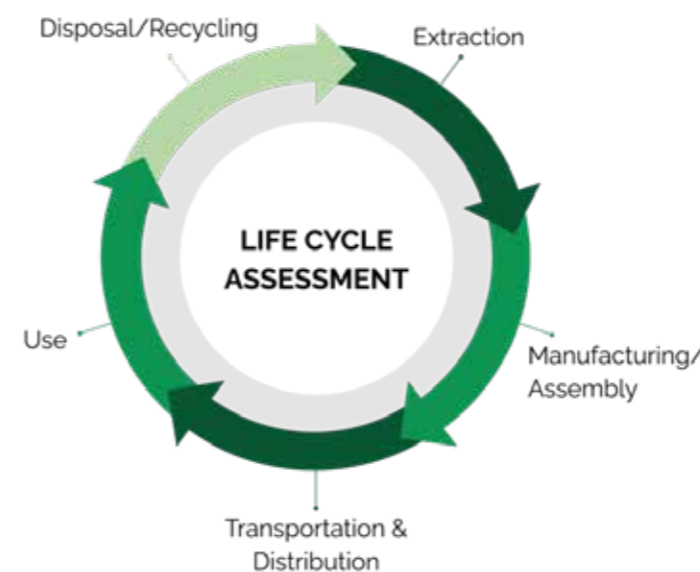 Disposal/Recycling
Extraction
LIFE CYCLE
ASSESSMENT
Use
Manufacturing/
Assembly
Transportation &
Distribution